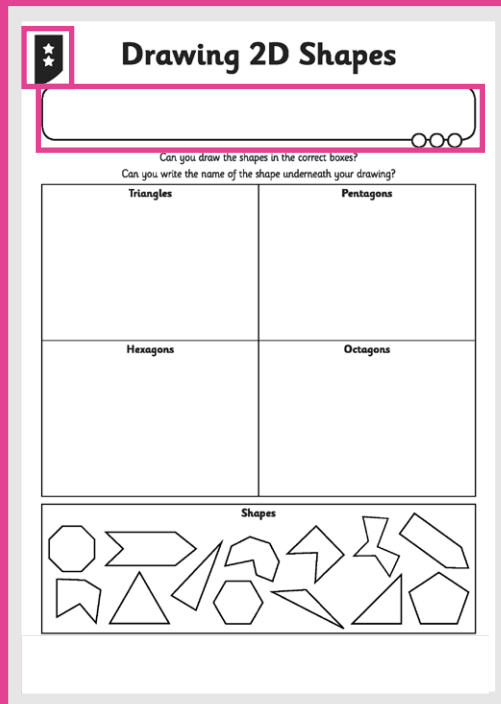 Drawing 2D Shapes
Can you draw the shapes in the correct boxes?
Can you write the name of the shape underneath your drawing?
Triangles
Pentagons
Hexagons
Octagons
Shapes